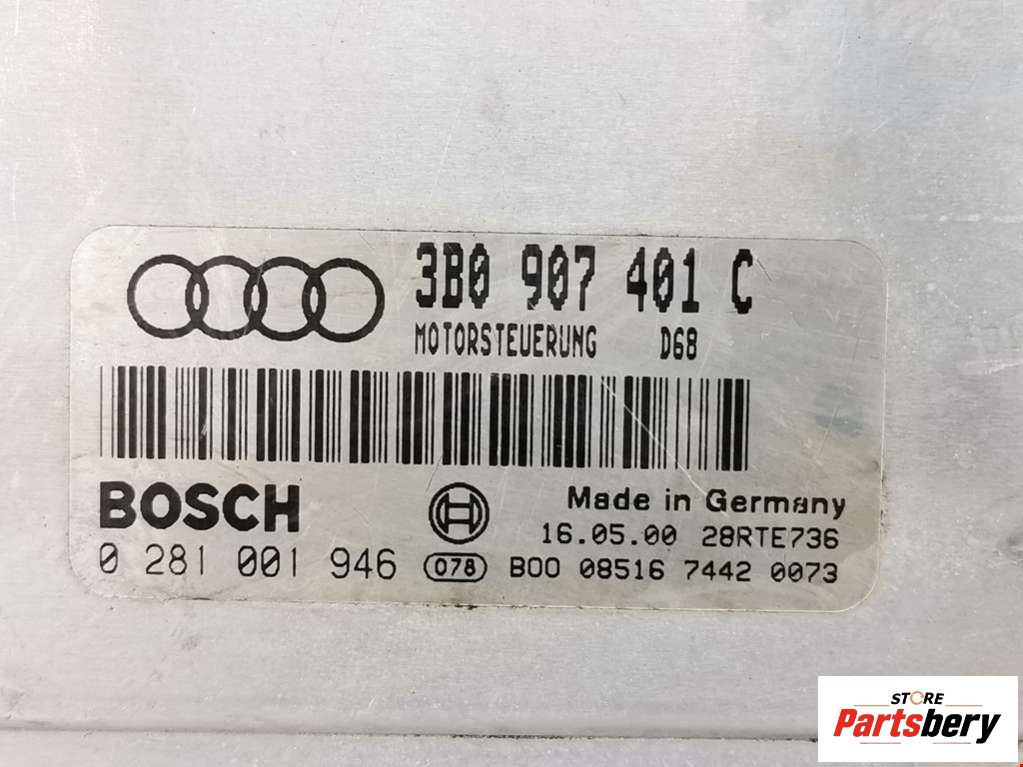 3B0 907 401 C
MOTORSTEUERUNG D68
BOSCH
Made in Germany
16.05.00 28RTE736
0 281 001 946 078 B00 08516 7442 0073
STORE
Partsbery